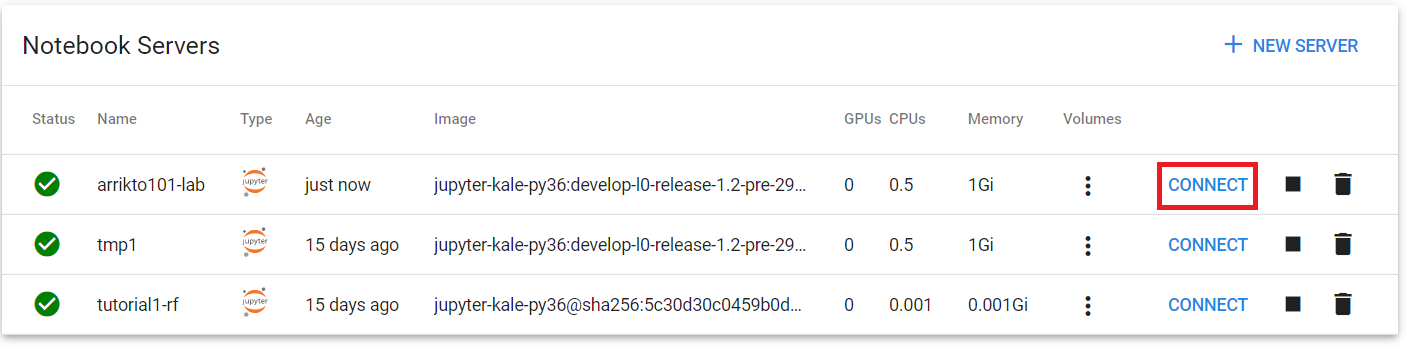 Notebook Servers
+ NEW SERVER
Status Name Type Age Image GPUs CPUs Memory Volumes
arrikto101-lab jupyter just now jupyter-kale-py36:develop-l0-release-1.2-pre-29... 0 0.5 1Gi CONNECT
tmp1 jupyter 15 days ago jupyter-kale-py36:develop-l0-release-1.2-pre-29... 0 0.5 1Gi CONNECT
tutorial1-rf jupyter 15 days ago jupyter-kale-py36@sha256:5c30d30c0459b0d... 0 0.001 0.001Gi CONNECT